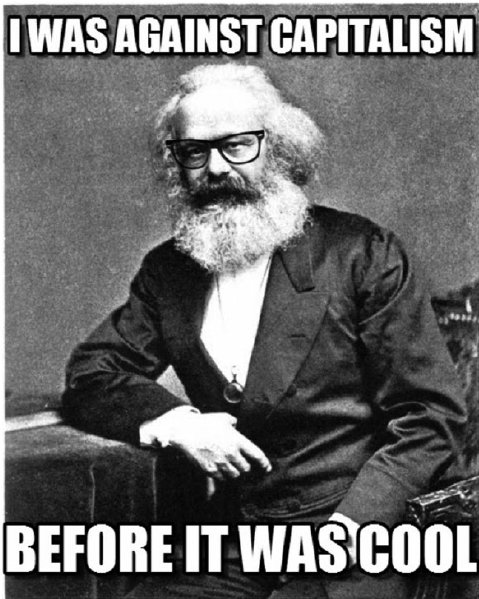 I WAS AGAINST CAPITALISM
BEFORE IT WAS COOL